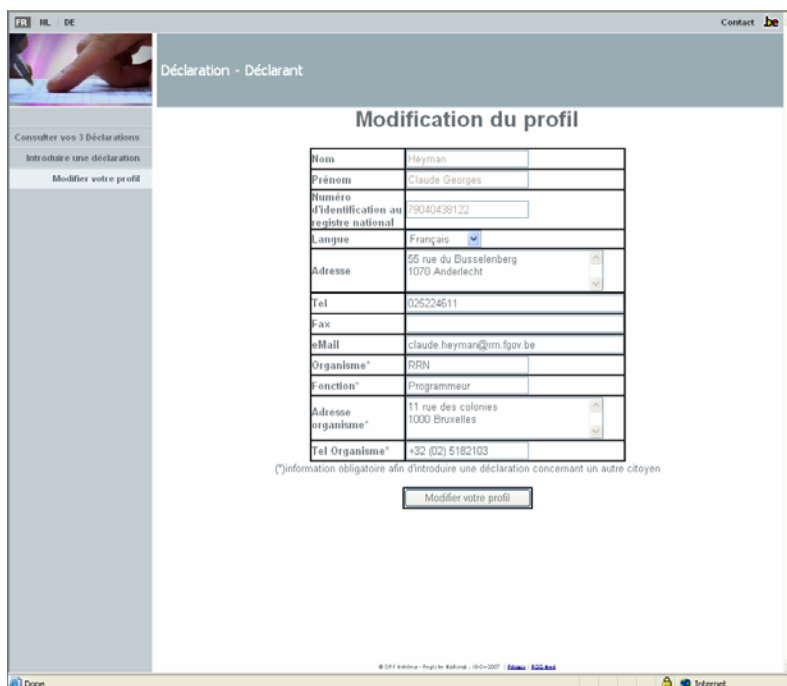 FR NL DE
Contact .be
Déclaration - Déclarant
Consulter vos 3 Déclarations
Introduire une déclaration
Modifier votre profil
Modification du profil
Nom Heyman
Prénom Claude Georges
Numéro
d'identification au
registre national 79040438122
Langue Français
Adresse 55 rue du Busselenberg
1070 Anderlecht
Tel 025224611
Fax
eMail claude.heyman@rrn.fgov.be
Organisme* RRN
Fonction* Programmeur
Adresse
organisme* 11 rue des colonies
1000 Bruxelles
Tel Organisme* +32 (02) 5182103
(*)information obligatoire afin d'introduire une déclaration concernant un autre citoyen
Modifier votre profil
Done Internet